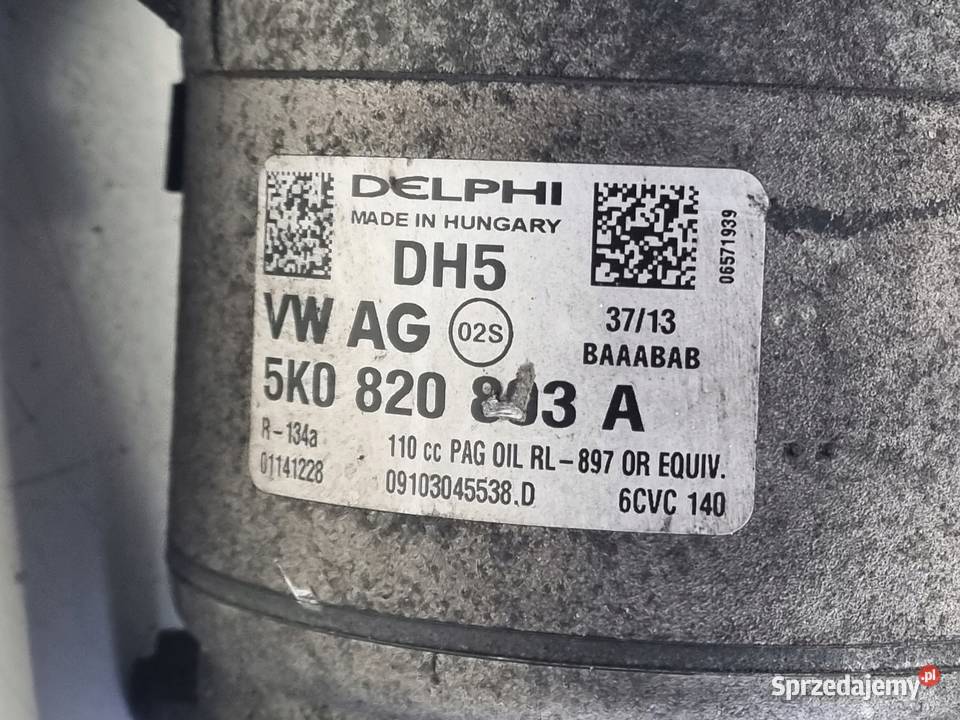 DELPHI
MADE IN HUNGARY
DH5
06571939
VW AG 02S
37/13
BAAABAB
5K0 820 803 A
R-134a
110 cc PAG OIL RL-897 OR EQUIV.
01141228
09103045538.D
6CVC 140
Sprzedajemy.pl